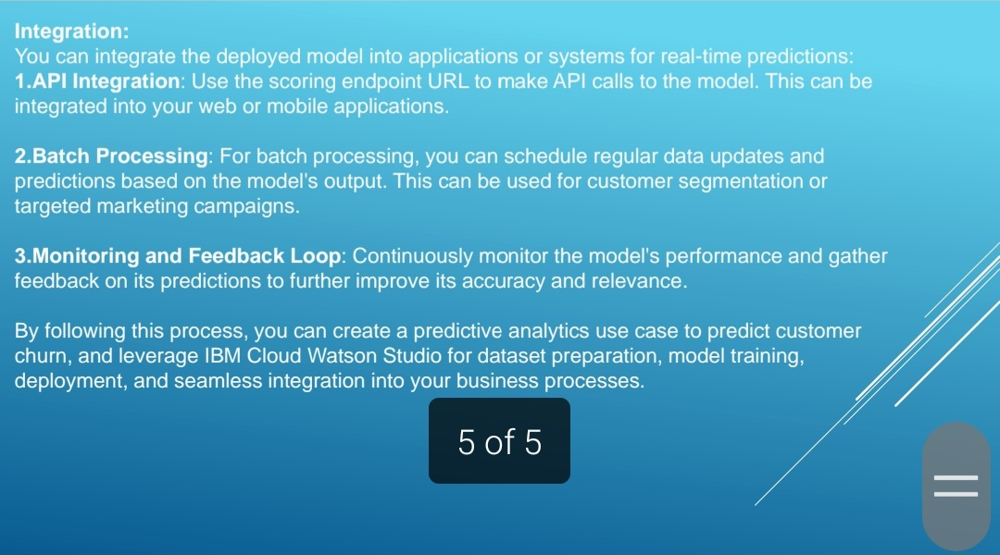 Integration:
You can integrate the deployed model into applications or systems for real-time predictions:
1.API Integration: Use the scoring endpoint URL to make API calls to the model. This can be
integrated into your web or mobile applications.
2.Batch Processing: For batch processing, you can schedule regular data updates and
predictions based on the model's output. This can be used for customer segmentation or
targeted marketing campaigns.
3.Monitoring and Feedback Loop: Continuously monitor the model's performance and gather
feedback on its predictions to further improve its accuracy and relevance.
By following this process, you can create a predictive analytics use case to predict customer
churn, and leverage IBM Cloud Watson Studio for dataset preparation, model training,
deployment, and seamless integration into your business processes.
5 of 5